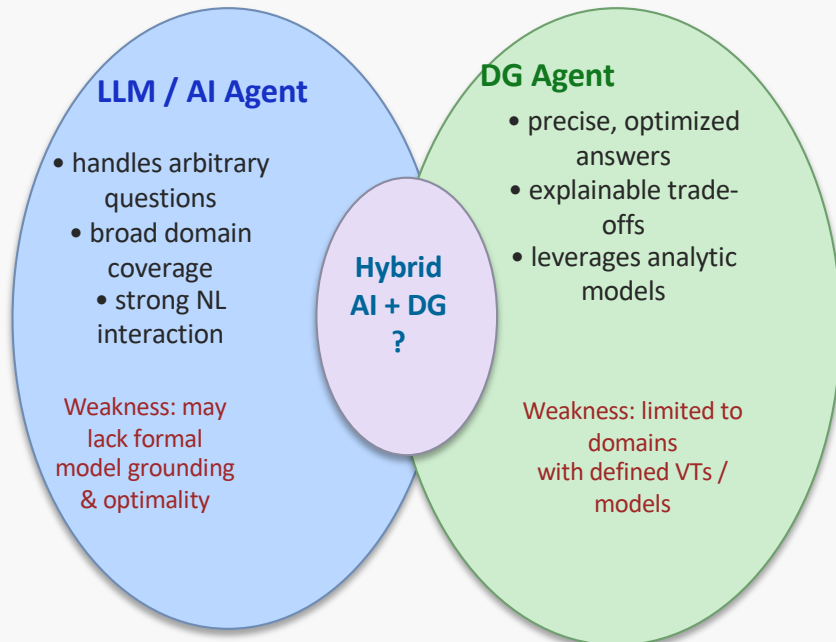 LLM / AI Agent
• handles arbitrary
questions
• broad domain
coverage
• strong NL
interaction
Weakness: may
lack formal
model grounding
& optimality
Hybrid
AI + DG
?
DG Agent
• precise, optimized
answers
• explainable trade-
offs
• leverages analytic
models
Weakness: limited to
domains
with defined VTs /
models